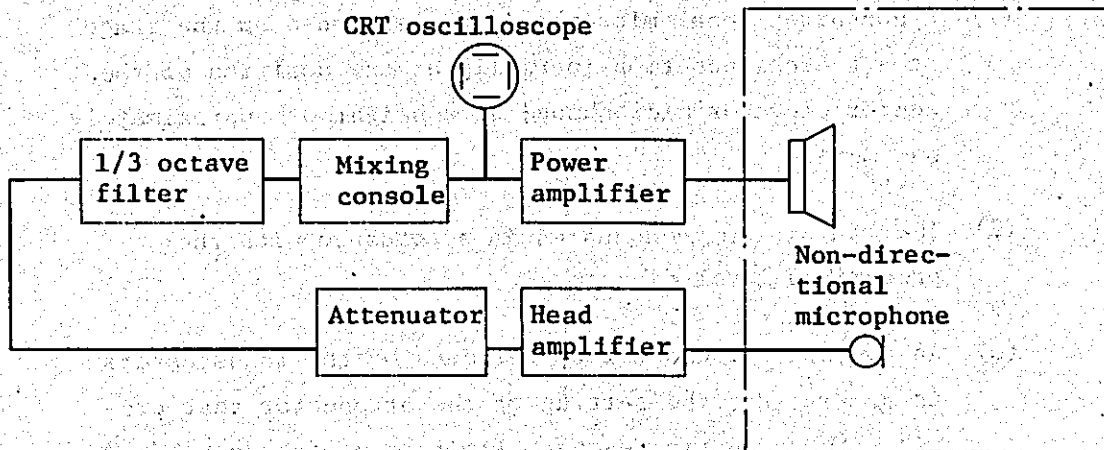 CRT oscilloscope
1/3 octave
filter
Mixing
console
Power
amplifier
Non-direc-
tional
microphone
Attenuator
Head
amplifier